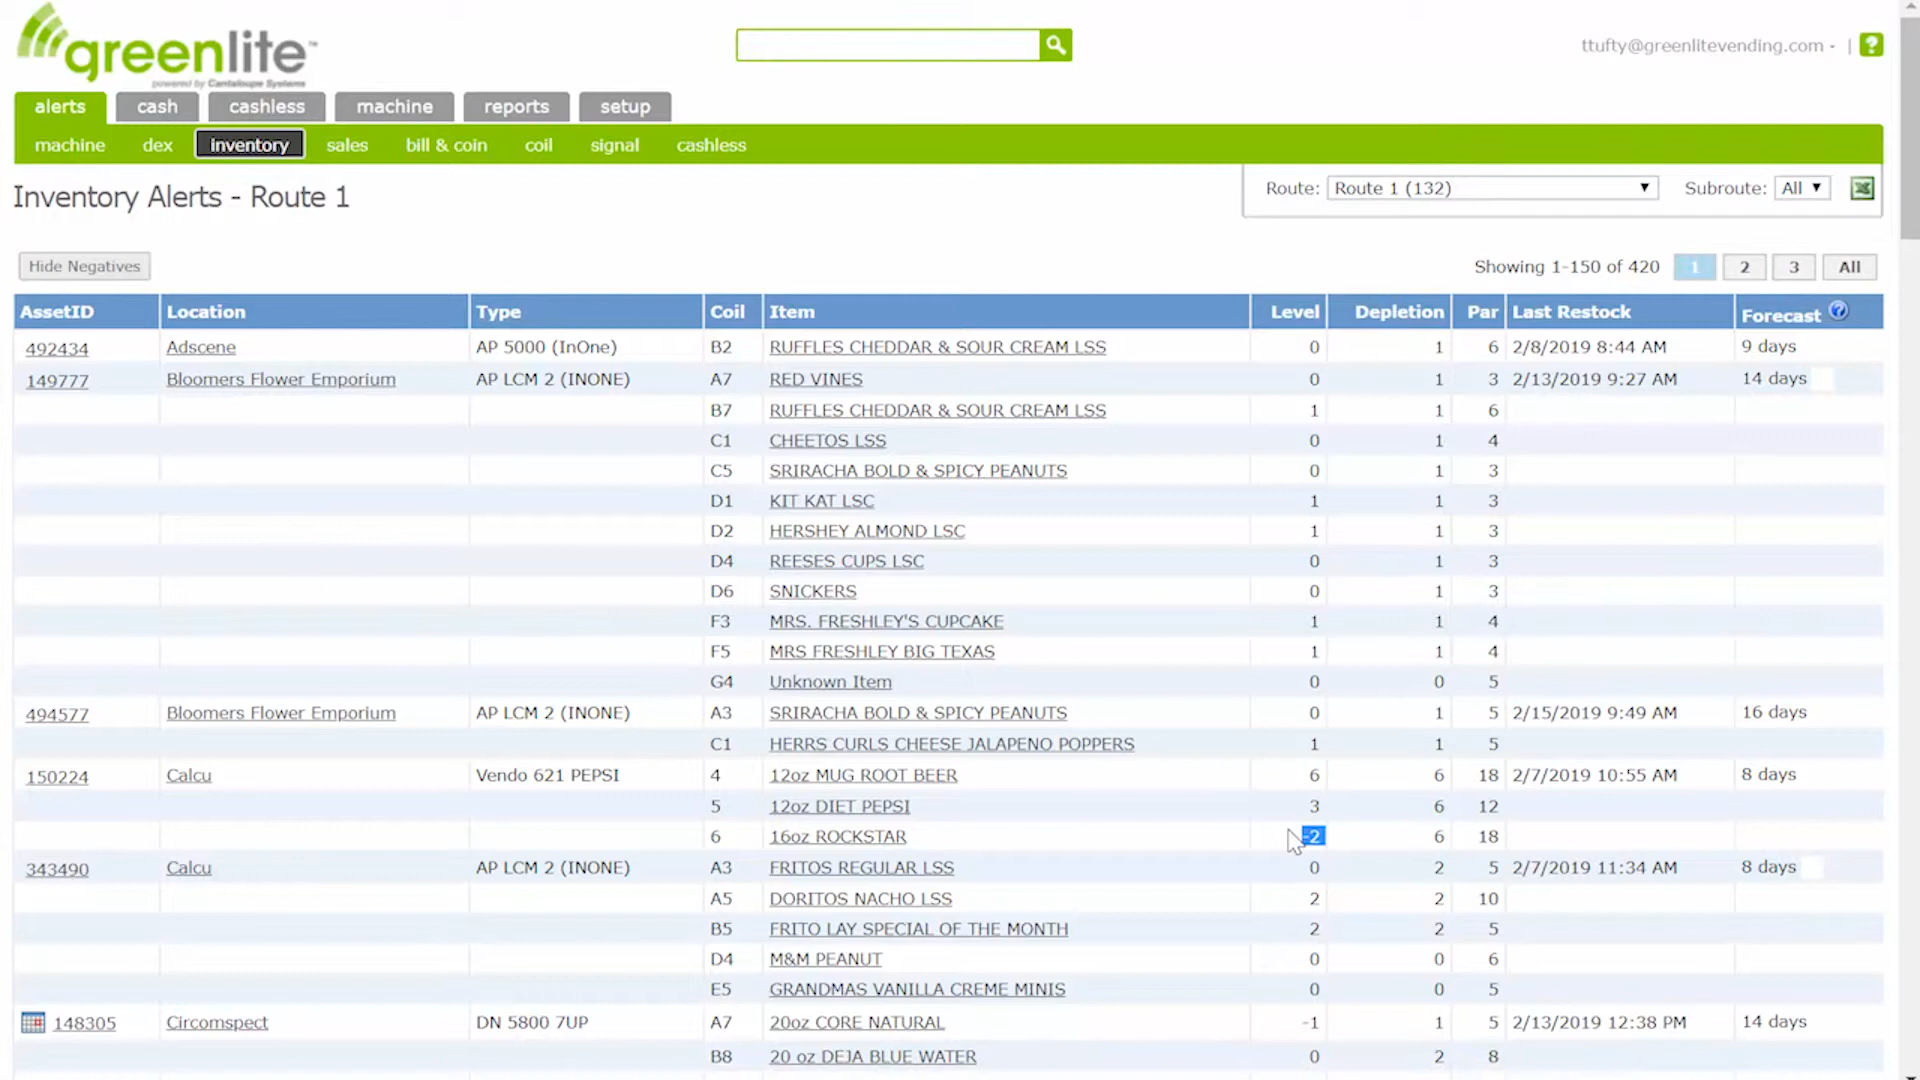 greenlite™
powered by Cantaloupe Systems
ttufty@greenlitevending.com - | ?
alerts cash cashless machine reports setup
machine dex inventory sales bill & coin coil signal cashless
Inventory Alerts - Route 1
Route: Route 1 (132) ▼ Subroute: All ▼
Hide Negatives
Showing 1-150 of 420 1 2 3 All
AssetID Location Type Coil Item Level Depletion Par Last Restock Forecast ?
492434 Adscene AP 5000 (InOne) B2 RUFFLES CHEDDAR & SOUR CREAM LSS 0 1 6 2/8/2019 8:44 AM 9 days
149777 Bloomers Flower Emporium AP LCM 2 (INONE) A7 RED VINES 0 1 3 2/13/2019 9:27 AM 14 days
B7 RUFFLES CHEDDAR & SOUR CREAM LSS 1 1 6
C1 CHEETOS LSS 0 1 4
C5 SRIRACHA BOLD & SPICY PEANUTS 0 1 3
D1 KIT KAT LSC 1 1 3
D2 HERSHEY ALMOND LSC 1 1 3
D4 REESES CUPS LSC 0 1 3
D6 SNICKERS 0 1 3
F3 MRS. FRESHLEY'S CUPCAKE 1 1 4
F5 MRS FRESHLEY BIG TEXAS 1 1 4
G4 Unknown Item 0 0 5
494577 Bloomers Flower Emporium AP LCM 2 (INONE) A3 SRIRACHA BOLD & SPICY PEANUTS 0 1 5 2/15/2019 9:49 AM 16 days
C1 HERRS CURLS CHEESE JALAPENO POPPERS 1 1 5
150224 Calcu Vendo 621 PEPSI 4 12oz MUG ROOT BEER 6 6 18 2/7/2019 10:55 AM 8 days
5 12oz DIET PEPSI 3 6 12
6 16oz ROCKSTAR -2 6 18
343490 Calcu AP LCM 2 (INONE) A3 FRITOS REGULAR LSS 0 2 5 2/7/2019 11:34 AM 8 days
A5 DORITOS NACHO LSS 2 2 10
B5 FRITO LAY SPECIAL OF THE MONTH 2 2 5
D4 M&M PEANUT 0 0 6
E5 GRANDMAS VANILLA CREME MINIS 0 0 5
148305 Circomspect DN 5800 7UP A7 20oz CORE NATURAL -1 1 5 2/13/2019 12:38 PM 14 days
B8 20 oz DEJA BLUE WATER 0 2 8